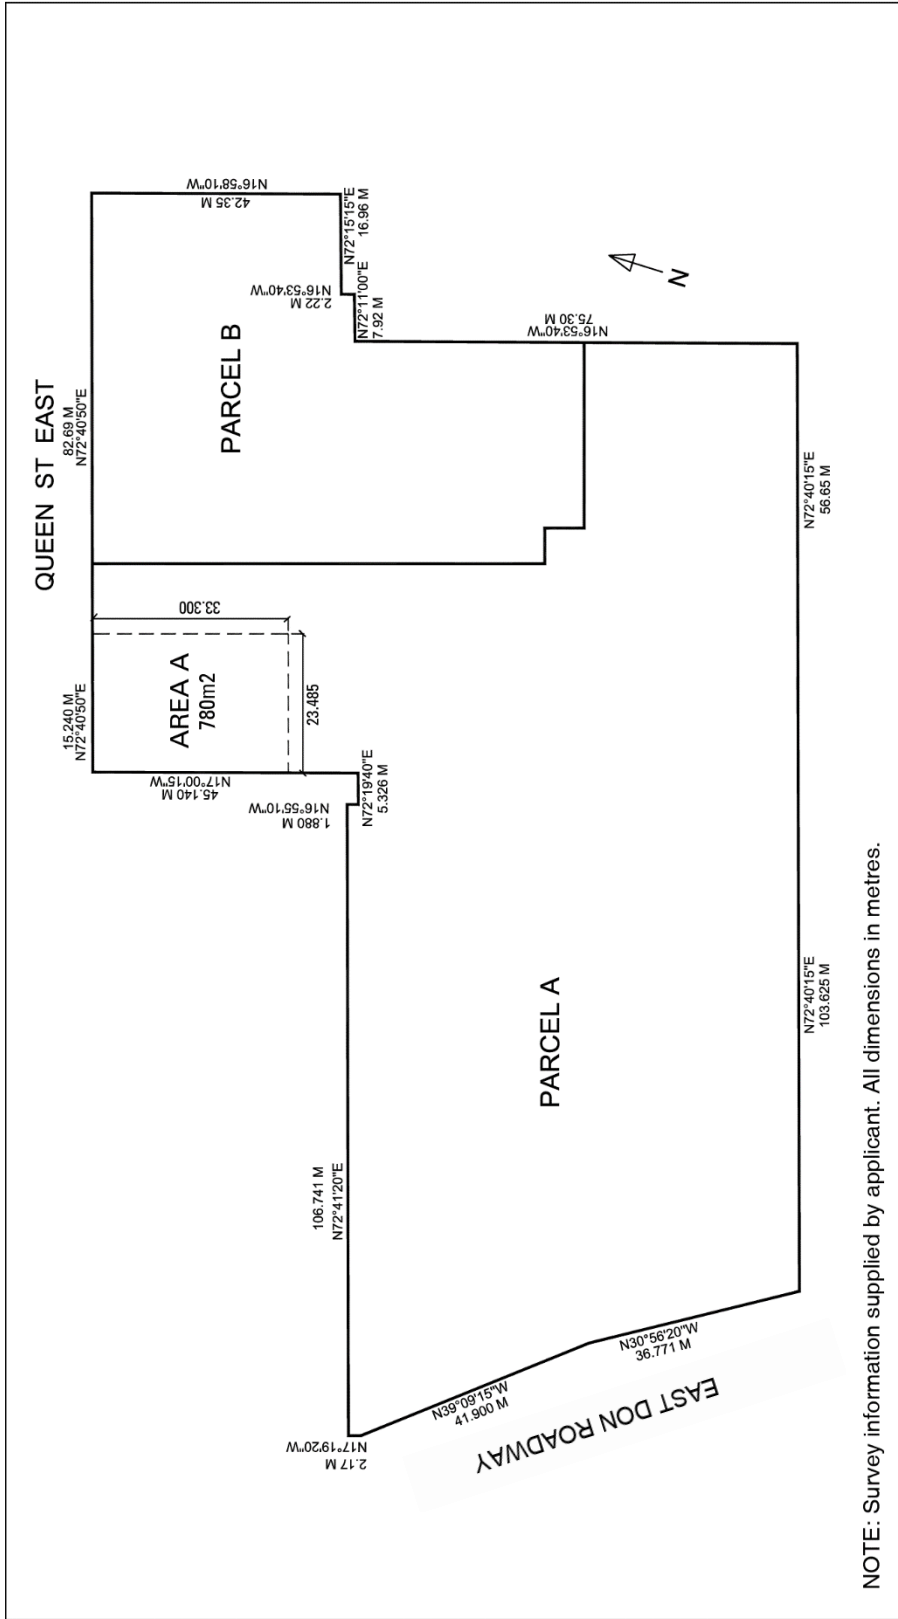 QUEEN ST EAST
15.240 M
N72°40'50"E
82.69 M
N72°40'50"E
N16°58'10"W
42.35 M
AREA A
780m2
33.300
23.485
PARCEL B
N17°00'15"W
45.140 M
N72°19'40"E
5.326 M
N16°55'10"W
1.880 M
N72°15'15"E
16.96 M
N16°53'40"W
2.22 M
N72°11'00"E
7.92 M
N16°53'40"W
75.30 M
106.741 M
N72°41'20"E
N17°19'20"W
2.17 M
N39°09'15"W
41.900 M
N30°56'20"W
36.771 M
EAST DON ROADWAY
PARCEL A
N72°40'15"E
103.625 M
N72°40'15"E
56.65 M
N
NOTE: Survey information supplied by applicant. All dimensions in metres.